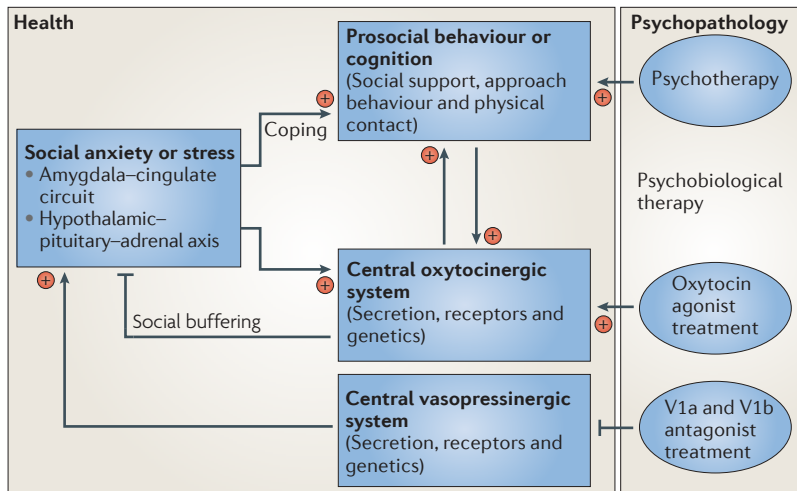 Health
Psychopathology
Prosocial behaviour or
cognition
(Social support, approach
behaviour and physical
contact)
+
Psychotherapy
+
Coping
Social anxiety or stress
• Amygdala–cingulate
circuit
• Hypothalamic–
pituitary–adrenal axis
+
+
Psychobiological
therapy
+
+
Central oxytocinergic
system
(Secretion, receptors and
genetics)
Oxytocin
agonist
treatment
+
Social buffering
Central vasopressinergic
system
(Secretion, receptors and
genetics)
V1a and V1b
antagonist
treatment